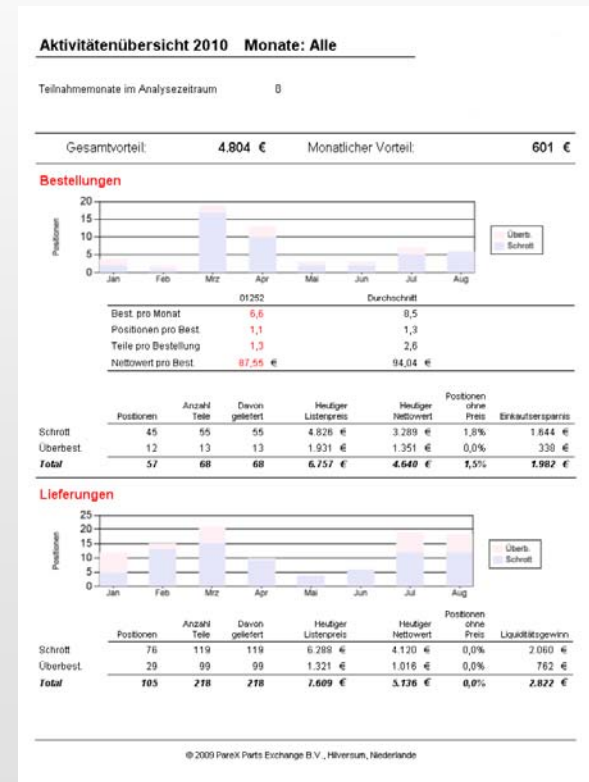 Aktivitätenübersicht 2010 Monate: Alle
Teilnahmemonate im Analysezeitraum 8
Gesamtvorteil: 4.804 € Monatlicher Vorteil: 601 €
Bestellungen
Positionen
20
15
10
5
0
Jan Feb Mrz Apr Mai Jun Jul Aug
Überb.
Schrott
01252 Durchschnitt
Best. pro Monat 6,6 8,5
Positionen pro Best. 1,1 1,3
Teile pro Bestellung 1,3 2,6
Nettowert pro Best. 87,55 € 94,04 €
Positionen Anzahl Teile Davon geliefert Heutiger Listenpreis Heutiger Nettowert Positionen ohne Preis Einkaufsersparnis
Schrott 45 55 55 4.826 € 3.289 € 1,8% 1.644 €
Überbest. 12 13 13 1.931 € 1.351 € 0,0% 338 €
Total 57 68 68 6.757 € 4.640 € 1,5% 1.982 €
Lieferungen
Positionen
25
20
15
10
5
0
Jan Feb Mrz Apr Mai Jun Jul Aug
Überb.
Schrott
Positionen Anzahl Teile Davon geliefert Heutiger Listenpreis Heutiger Nettowert Positionen ohne Preis Liquiditätsgewinn
Schrott 76 119 119 6.288 € 4.120 € 0,0% 2.060 €
Überbest. 29 99 99 1.321 € 1.016 € 0,0% 762 €
Total 105 218 218 7.609 € 5.136 € 0,0% 2.822 €
© 2009 PareX Parts Exchange B.V., Hilversum, Niederlande